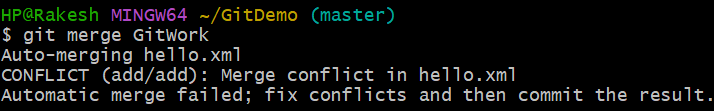 HP@Rakesh MINGW64 ~/GitDemo (master)
$ git merge GitWork
Auto-merging hello.xml
CONFLICT (add/add): Merge conflict in hello.xml
Automatic merge failed; fix conflicts and then commit the result.